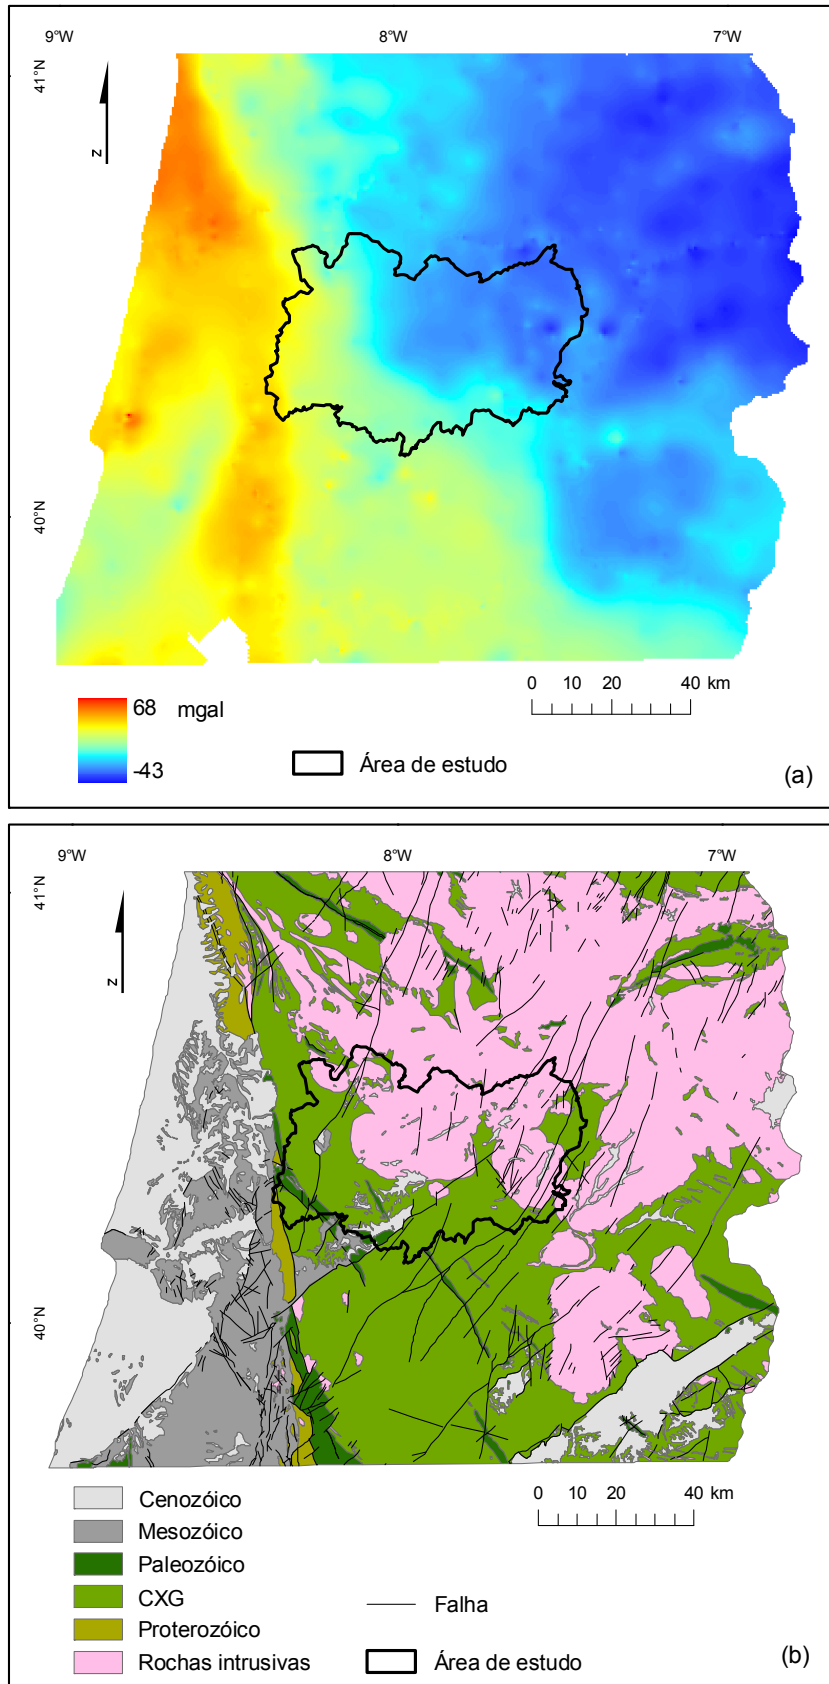 9°W 8°W 7°W
41°N
z
40°N
0 10 20 40 km
68 mgal
-43
Área de estudo
(a)
9°W 8°W 7°W
41°N
z
40°N
0 10 20 40 km
Cenozóico
Mesozóico
Paleozóico
CXG
Proterozóico
Rochas intrusivas
Falha
Área de estudo
(b)